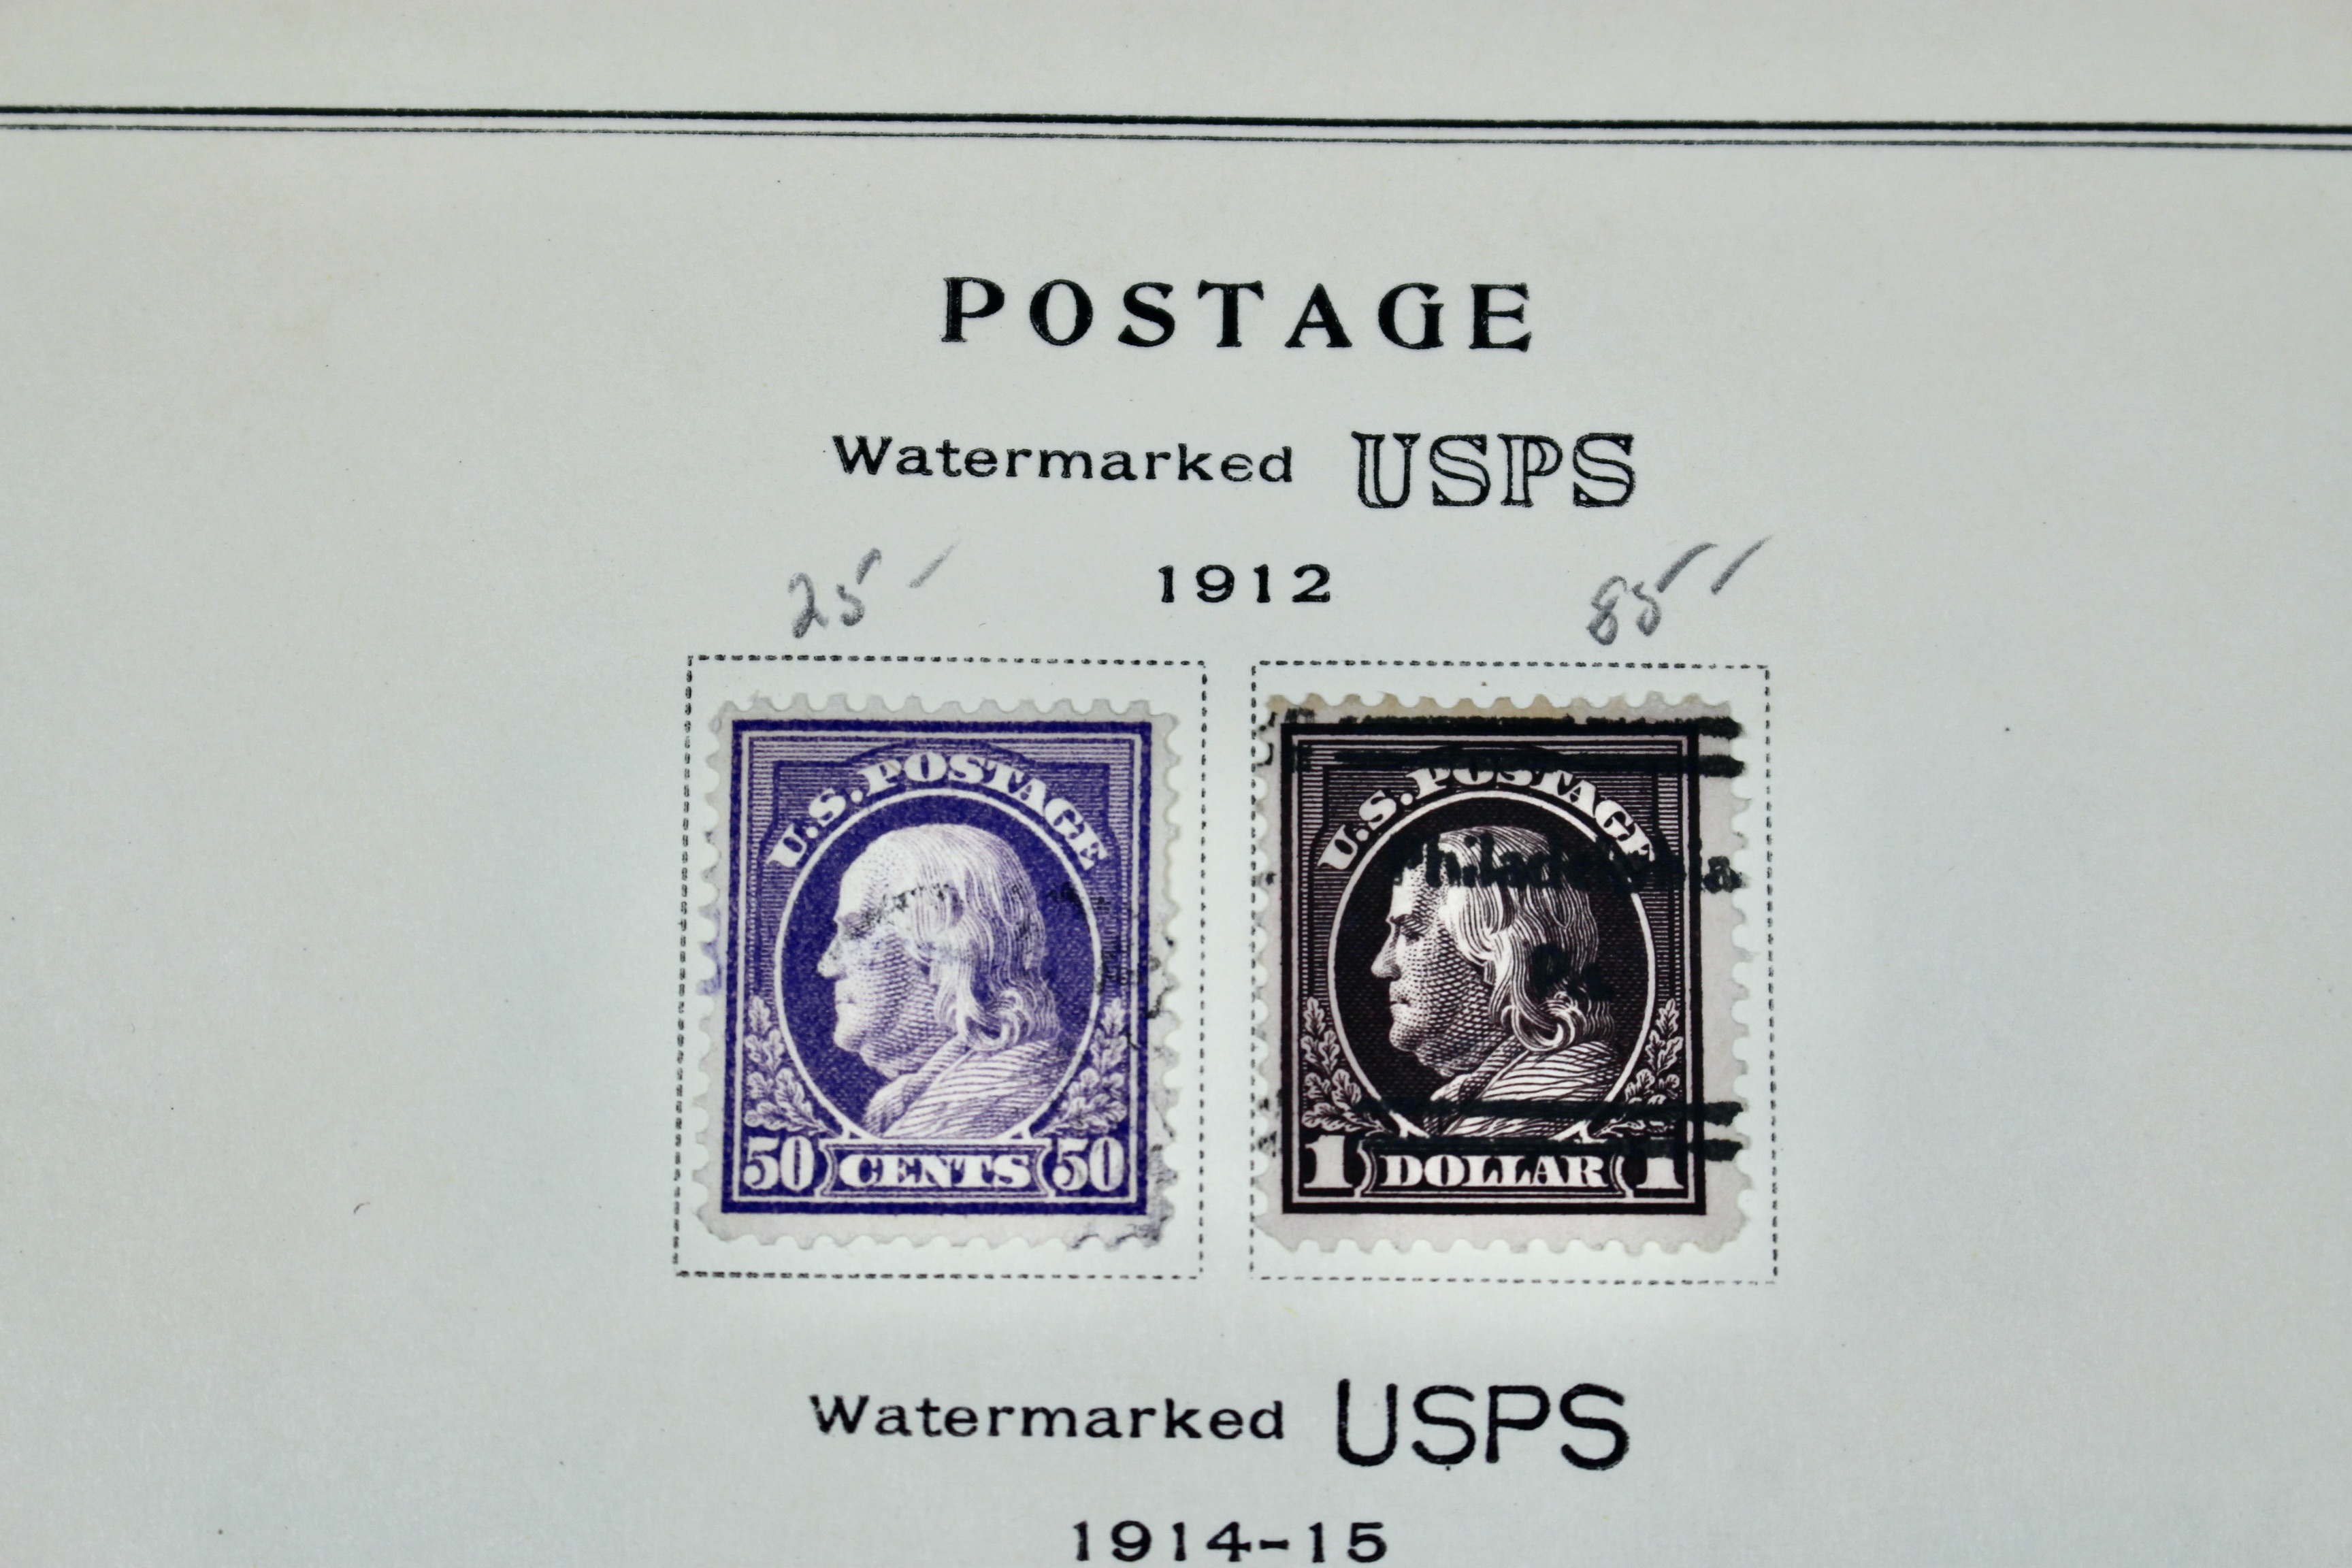 POSTAGE
Watermarked USPS
1912
25 85
U.S. POSTAGE
50 CENTS 50
U.S. POSTAGE
Philadelphia
Pa
1 DOLLAR 1
Watermarked USPS
1914-15